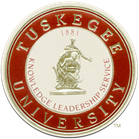 TUSKEGEE
1881
KNOWLEDGE LEADERSHIP SERVICE
UNIVERSITY
TM